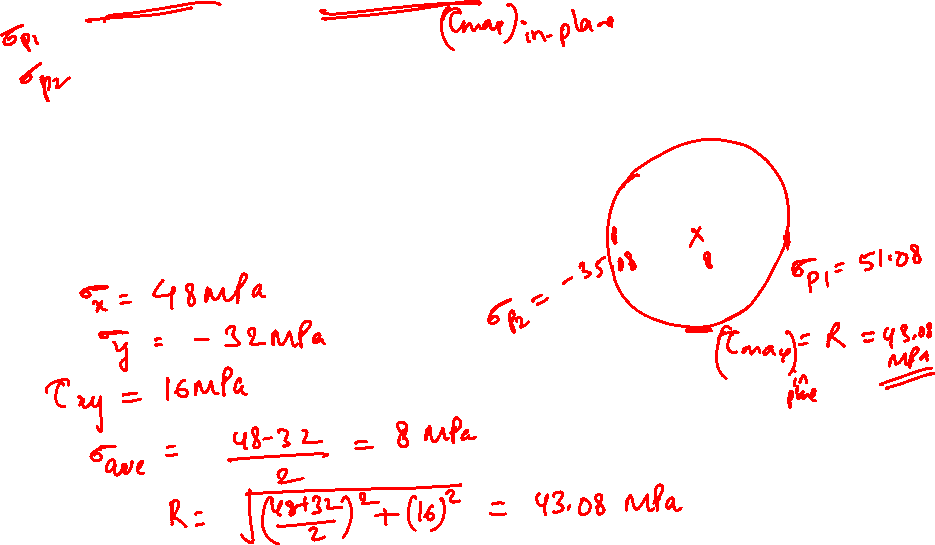 σp1
σp2
(τmax)in-plane
σp2 = -35.08
x
8
σp1 = 51.08
(τmax)in plane = R = 43.08 MPa
σx = 48 MPa
σy = - 32 MPa
τxy = 16 MPa
σave = (48-32)/2 = 8 MPa
R = √(((48+32)/2)² + (16)²) = 43.08 MPa